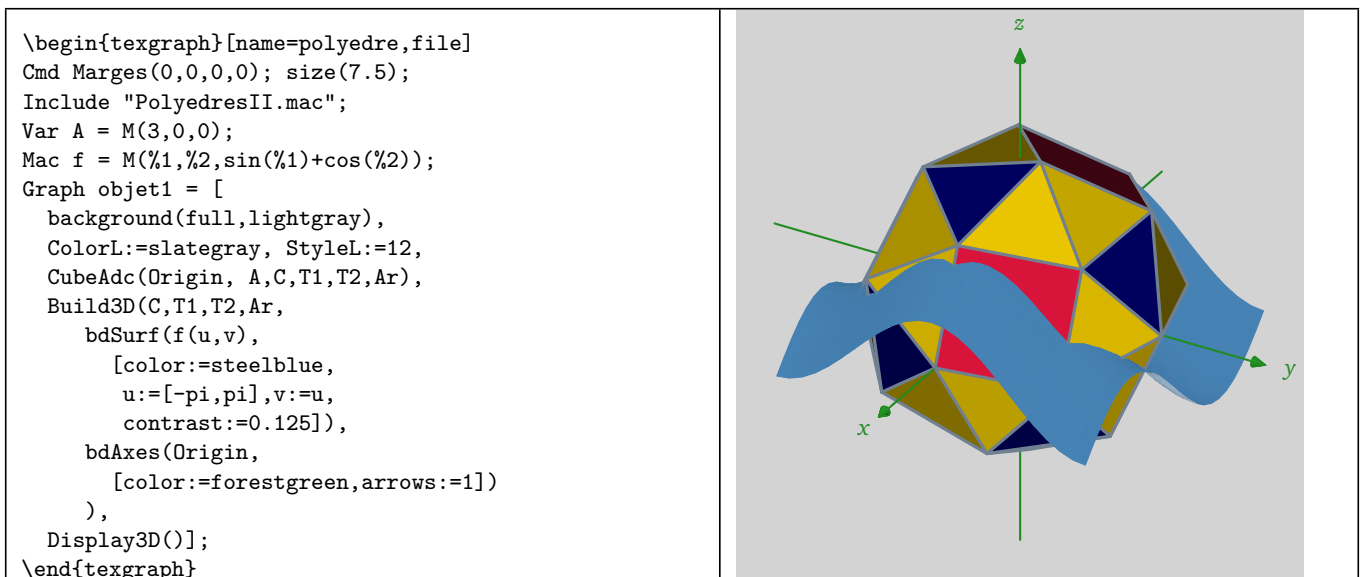 \begin{texgraph}[name=polyedre,file]
Cmd Marges(0,0,0,0); size(7.5);
Include "PolyedresII.mac";
Var A = M(3,0,0);
Mac f = M(%1,%2,sin(%1)+cos(%2));
Graph objet1 = [
  background(full,lightgray),
  ColorL:=slategray, StyleL:=12,
  CubeAdc(Origin, A,C,T1,T2,Ar),
  Build3D(C,T1,T2,Ar,
     bdSurf(f(u,v),
       [color:=steelblue,
        u:=[-pi,pi],v:=u,
        contrast:=0.125]),
     bdAxes(Origin,
       [color:=forestgreen,arrows:=1])
     ),
  Display3D()];
\end{texgraph}
z
y
x